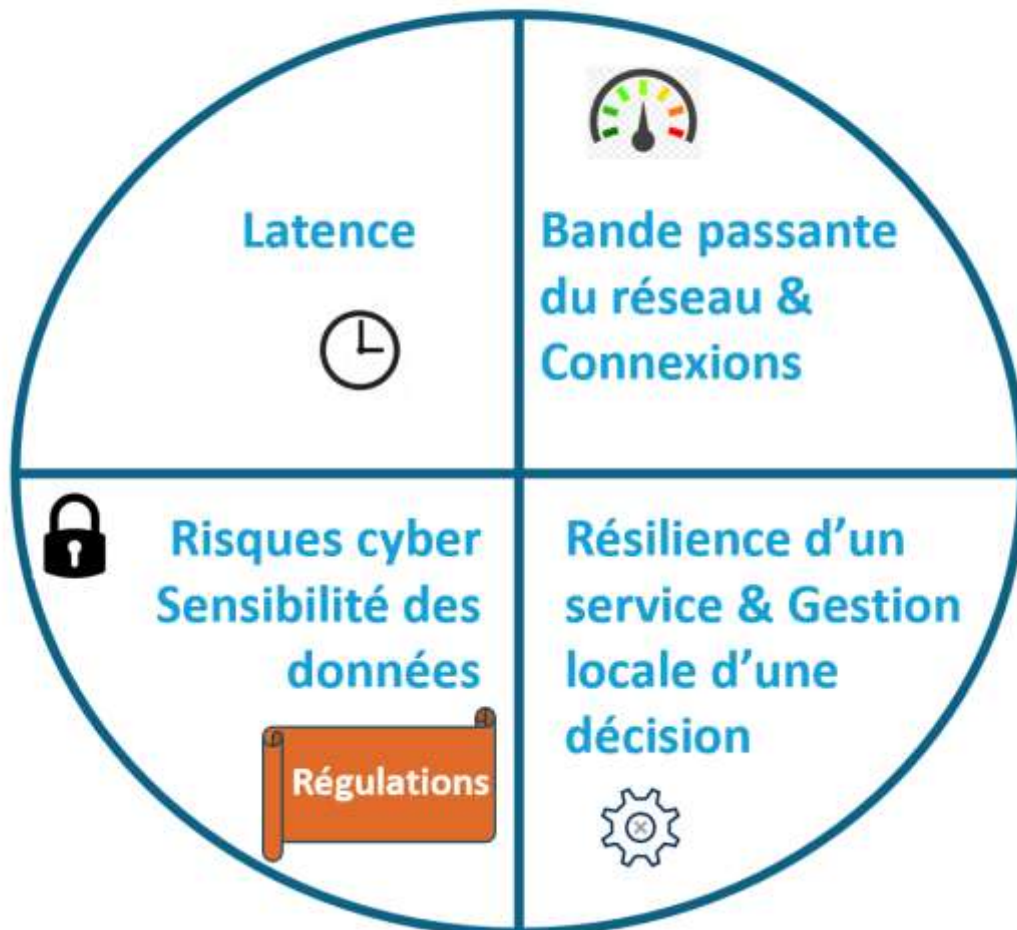 Latence
Bande passante
du réseau &
Connexions
Risques cyber
Sensibilité des
données
Régulations
Résilience d’un
service & Gestion
locale d’une
décision